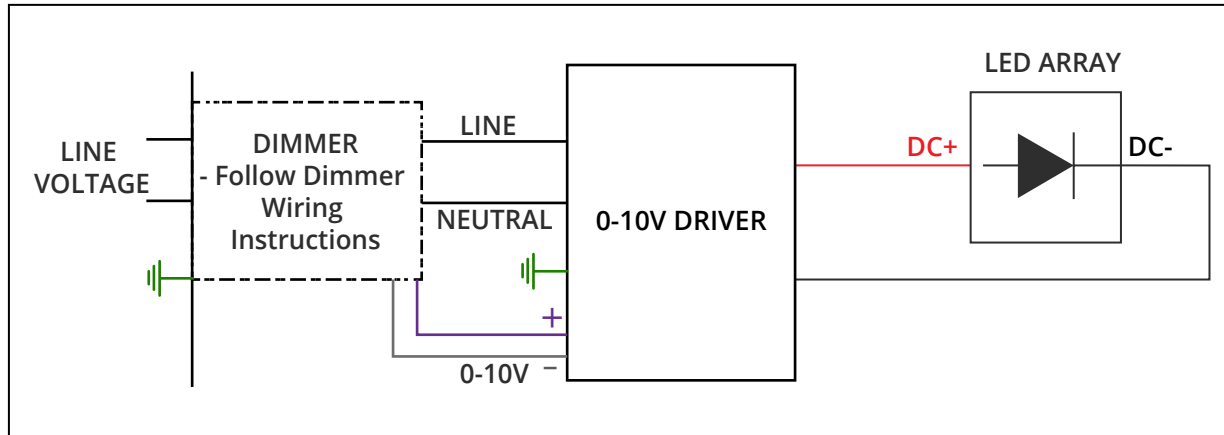 LINE
VOLTAGE
DIMMER
- Follow Dimmer
Wiring
Instructions
LINE
NEUTRAL
+
0-10V –
0-10V DRIVER
LED ARRAY
DC+
DC-